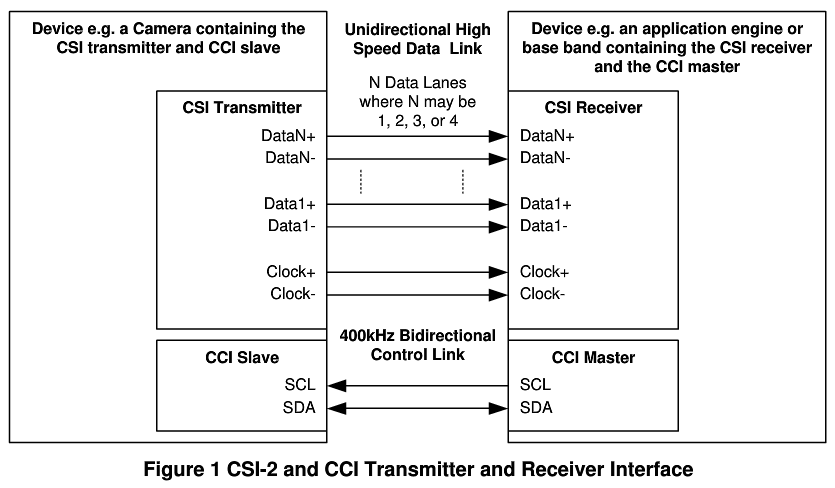 Device e.g. a Camera containing the
CSI transmitter and CCI slave
Unidirectional High
Speed Data Link
N Data Lanes
where N may be
1, 2, 3, or 4
Device e.g. an application engine or
base band containing the CSI receiver
and the CCI master
CSI Transmitter
DataN+
DataN-
Data1+
Data1-
Clock+
Clock-
CSI Receiver
DataN+
DataN-
Data1+
Data1-
Clock+
Clock-
400kHz Bidirectional
Control Link
CCI Slave
SCL
SDA
CCI Master
SCL
SDA
Figure 1 CSI-2 and CCI Transmitter and Receiver Interface